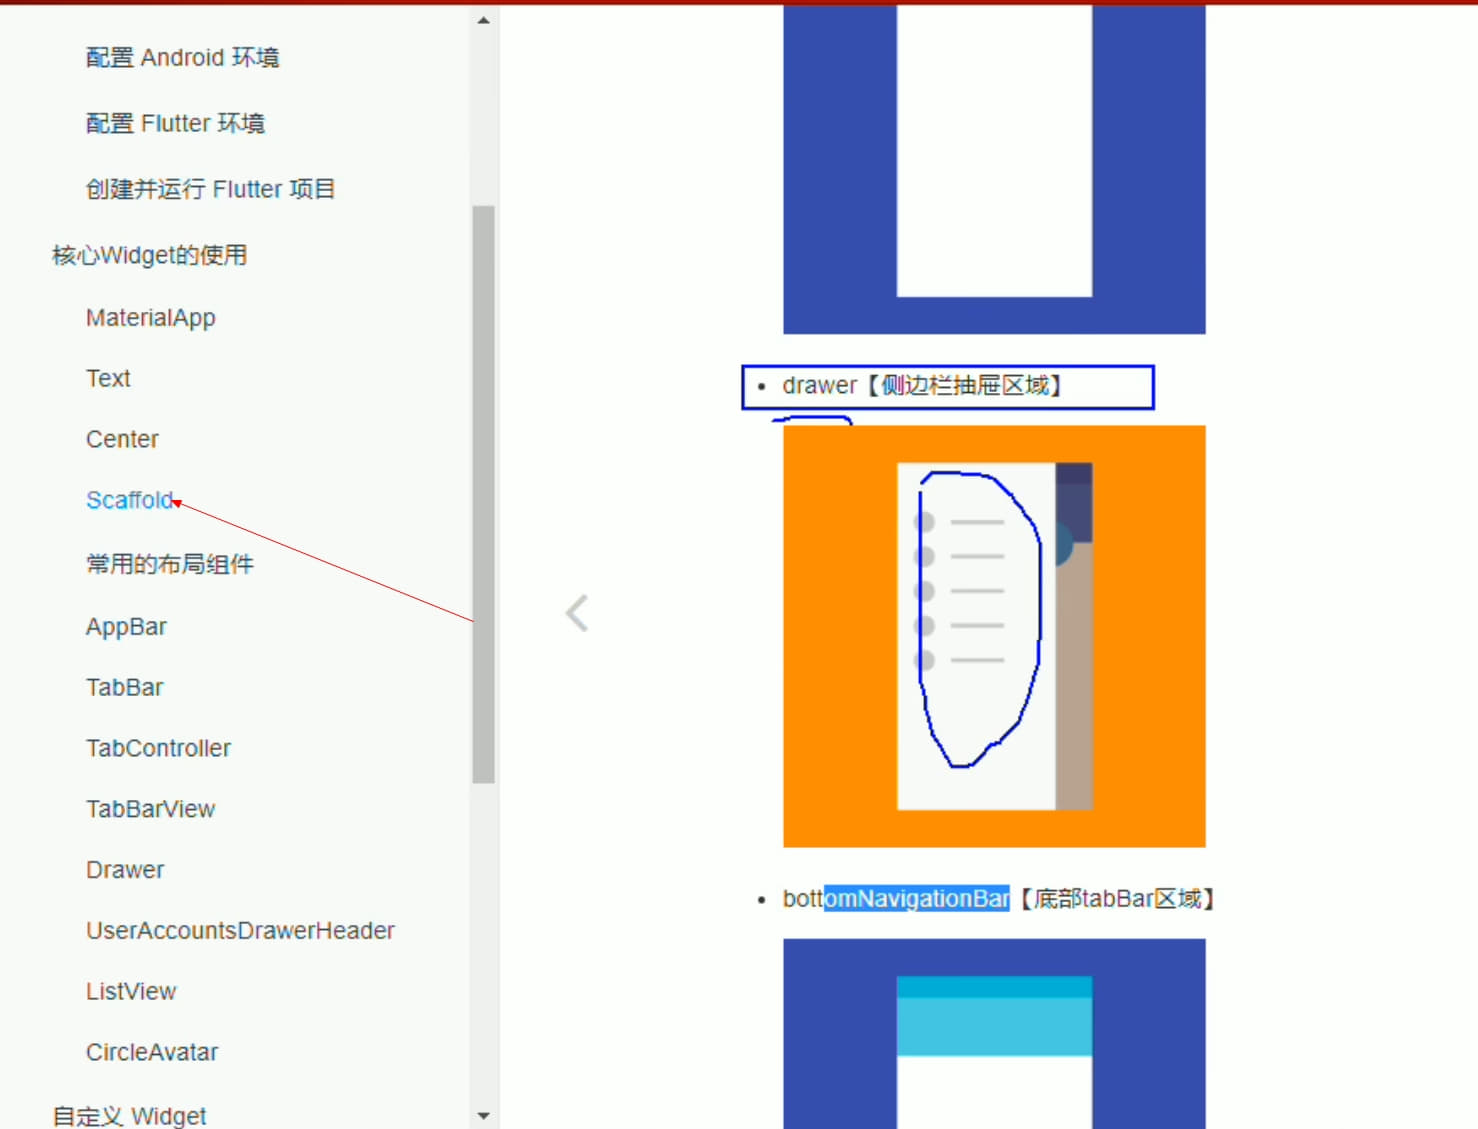 配置 Android 环境
配置 Flutter 环境
创建并运行 Flutter 项目
核心Widget的使用
MaterialApp
Text
Center
Scaffold
常用的布局组件
AppBar
TabBar
TabController
TabBarView
Drawer
UserAccountsDrawerHeader
ListView
CircleAvatar
自定义 Widget
• drawer【侧边栏抽屉区域】
• bottomNavigationBar【底部tabBar区域】